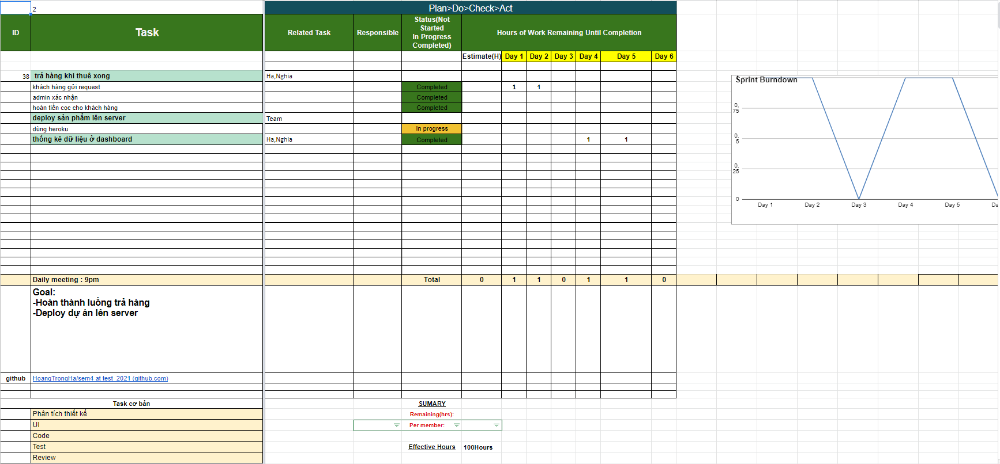 2
Plan>Do>Check>Act
ID
Task
Related Task
Responsible
Status(Not
Started
In Progress
Completed)
Hours of Work Remaining Until Completion
Estimate(H) Day 1 Day 2 Day 3 Day 4 Day 5 Day 6
38 trả hàng khi thuê xong Ha,Nghia
khách hàng gửi request Completed 1 1
admin xác nhận Completed
hoàn tiền cọc cho khách hàng Completed
deploy sản phẩm lên server Team
dùng heroku In progress
thống kê dữ liệu ở dashboard Ha,Nghia Completed 1 1
Sprint Burndown
0.
75
0.
5
0.
25
0
Day 1 Day 2 Day 3 Day 4 Day 5 Da
Daily meeting : 9pm Total 0 1 1 0 1 1 0
Goal:
-Hoàn thành luồng trả hàng
-Deploy dự án lên server
github HoangTrongHa/sem4 at test_2021 (github.com)
Task cơ bản SUMARY
Phân tích thiết kế Remaining(hrs):
UI Per member:
Code
Test Effective Hours 100Hours
Review